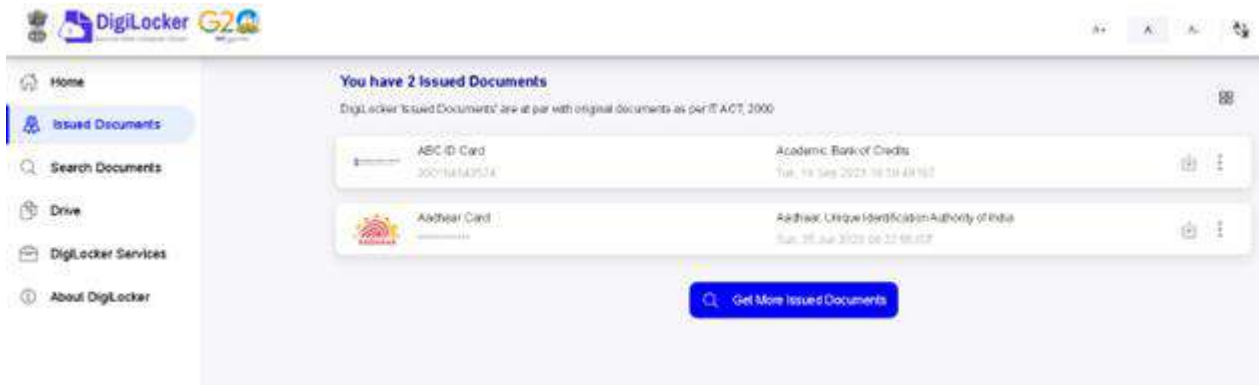 DigiLocker G20
A+ A A-
Home
Issued Documents
Search Documents
Drive
DigiLocker Services
About DigiLocker
You have 2 Issued Documents
DigiLocker 'Issued Documents' are at par with original documents as per IT ACT, 2000
ABC ID Card
Academic Bank of Credits
Aadhaar Card
Aadhaar, Unique Identification Authority of India
AADHAAR
Get More Issued Documents